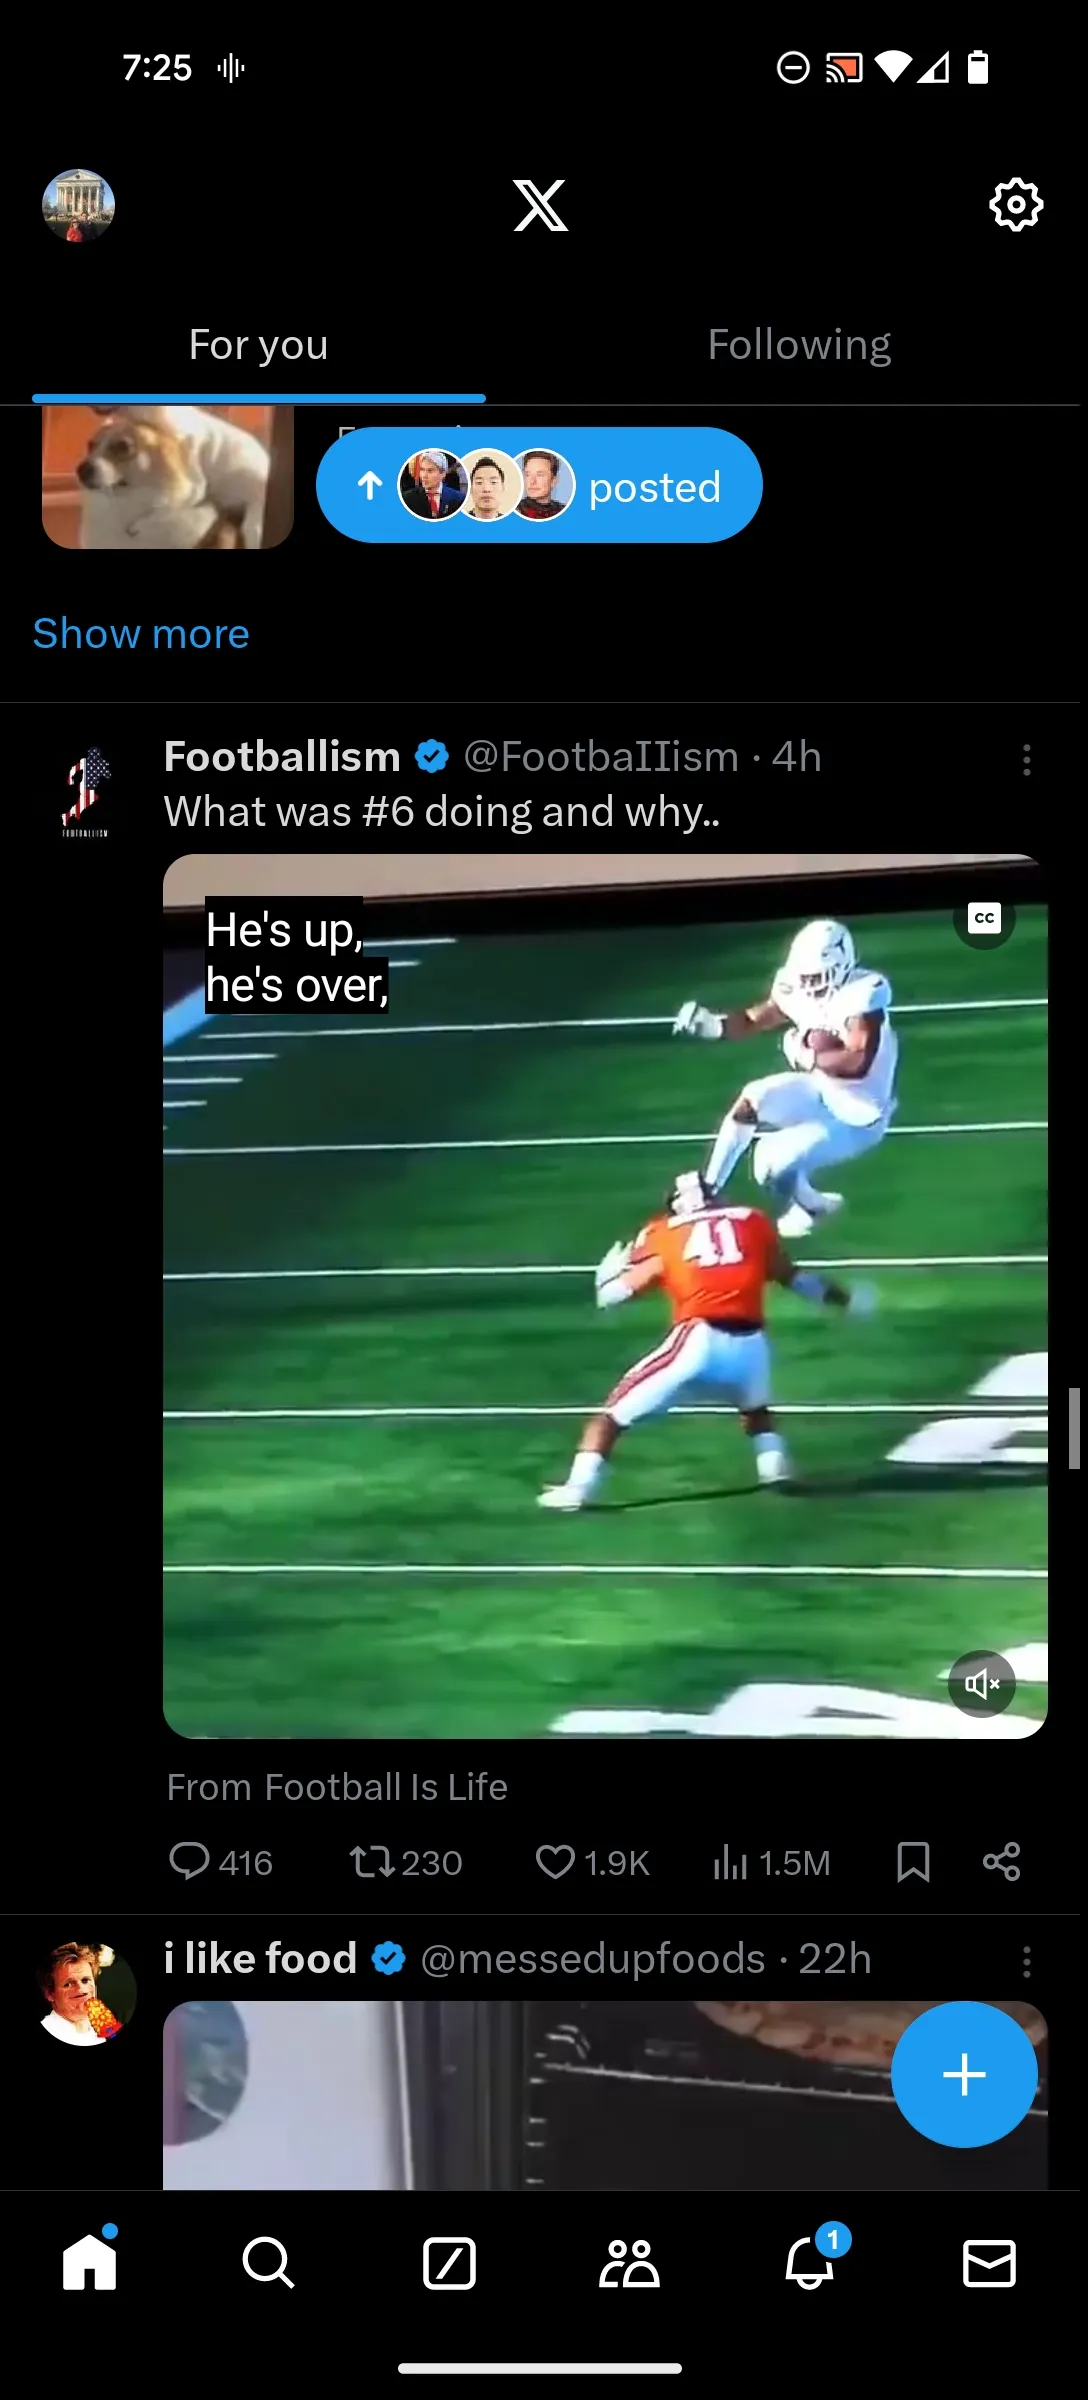 7:25
For you
Following
posted
Show more
Footballism @FootbaIIism · 4h
What was #6 doing and why..
He's up,
he's over,
CC
41
From Football Is Life
416
230
1.9K
1.5M
i like food @messedupfoods · 22h
1